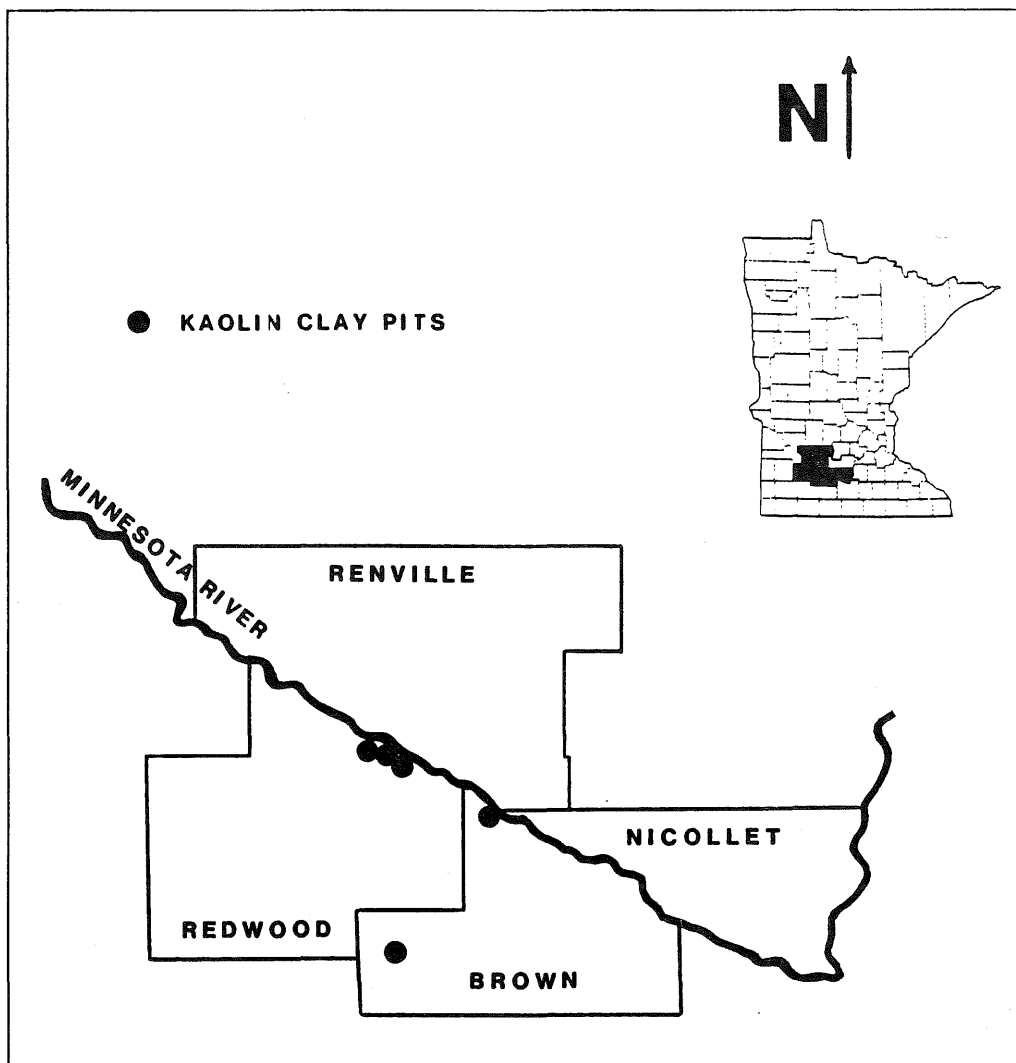 N
KAOLIN CLAY PITS
MINNESOTA RIVER
RENVILLE
NICOLLET
REDWOOD
BROWN